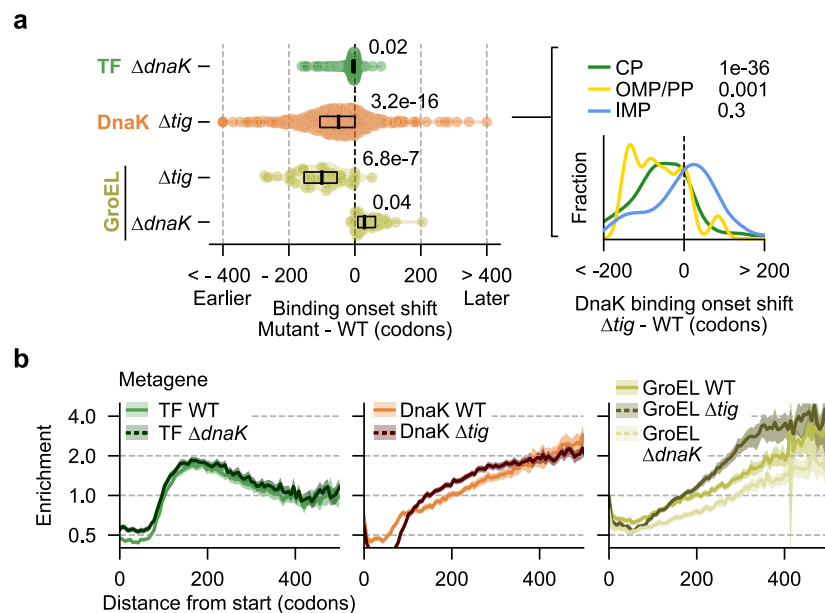 a
TF ΔdnaK
0.02
DnaK Δtig
3.2e-16
GroEL
Δtig
6.8e-7
ΔdnaK
0.04
< - 400 - 200 0 200 > 400
Earlier Later
Binding onset shift
Mutant - WT (codons)
CP 1e-36
OMP/PP 0.001
IMP 0.3
Fraction
< -200 0 > 200
DnaK binding onset shift
Δtig - WT (codons)
b
Metagene
TF WT
TF ΔdnaK
DnaK WT
DnaK Δtig
GroEL WT
GroEL Δtig
GroEL
ΔdnaK
Enrichment
4.0
2.0
1.0
0.5
0 200 400
0 200 400
0 200 400
Distance from start (codons)